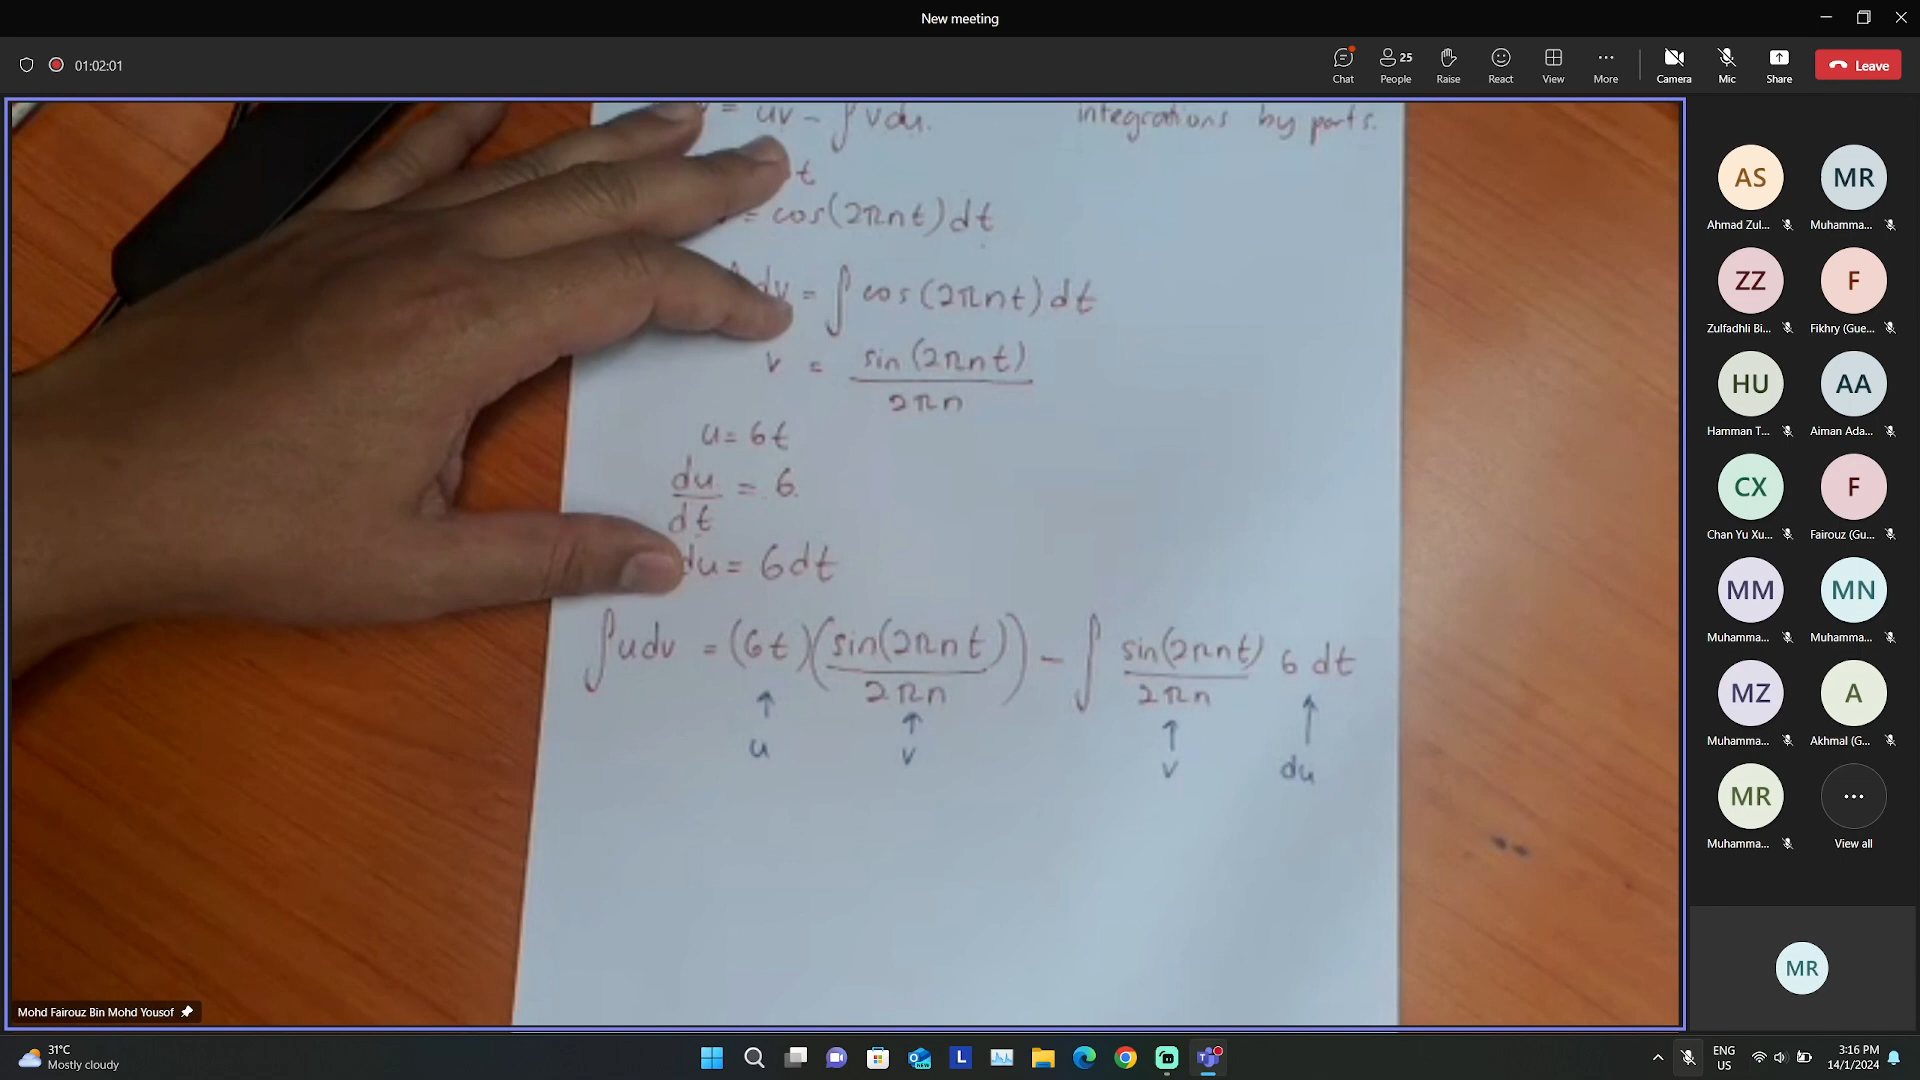 New meeting
01:02:01
Chat
25
People
Raise
React
View
More
Camera
Mic
Share
Leave
= uv - ∫ v du.
integrations by parts.
t
= cos(2πnt) dt
dv = ∫ cos(2πnt) dt
v = sin(2πnt)
2πn
u = 6t
du = 6.
dt
du = 6dt
∫ u dv = (6t)(sin(2πnt)) - ∫ sin(2πnt) 6 dt
2πn 2πn
↑ ↑ ↑ ↑
u v v du
AS
Ahmad Zul...
MR
Muhamma...
ZZ
Zulfadhli Bi...
F
Fikhry (Gue...
HU
Hamman T...
AA
Aiman Ada...
CX
Chan Yu Xu...
F
Fairouz (Gu...
MM
Muhamma...
MN
Muhamma...
MZ
Muhamma...
A
Akhmal (G...
MR
Muhamma...
...
View all
MR
Mohd Fairouz Bin Mohd Yousof
31°C
Mostly cloudy
NEW
L
ENG
US
3:16 PM
14/1/2024